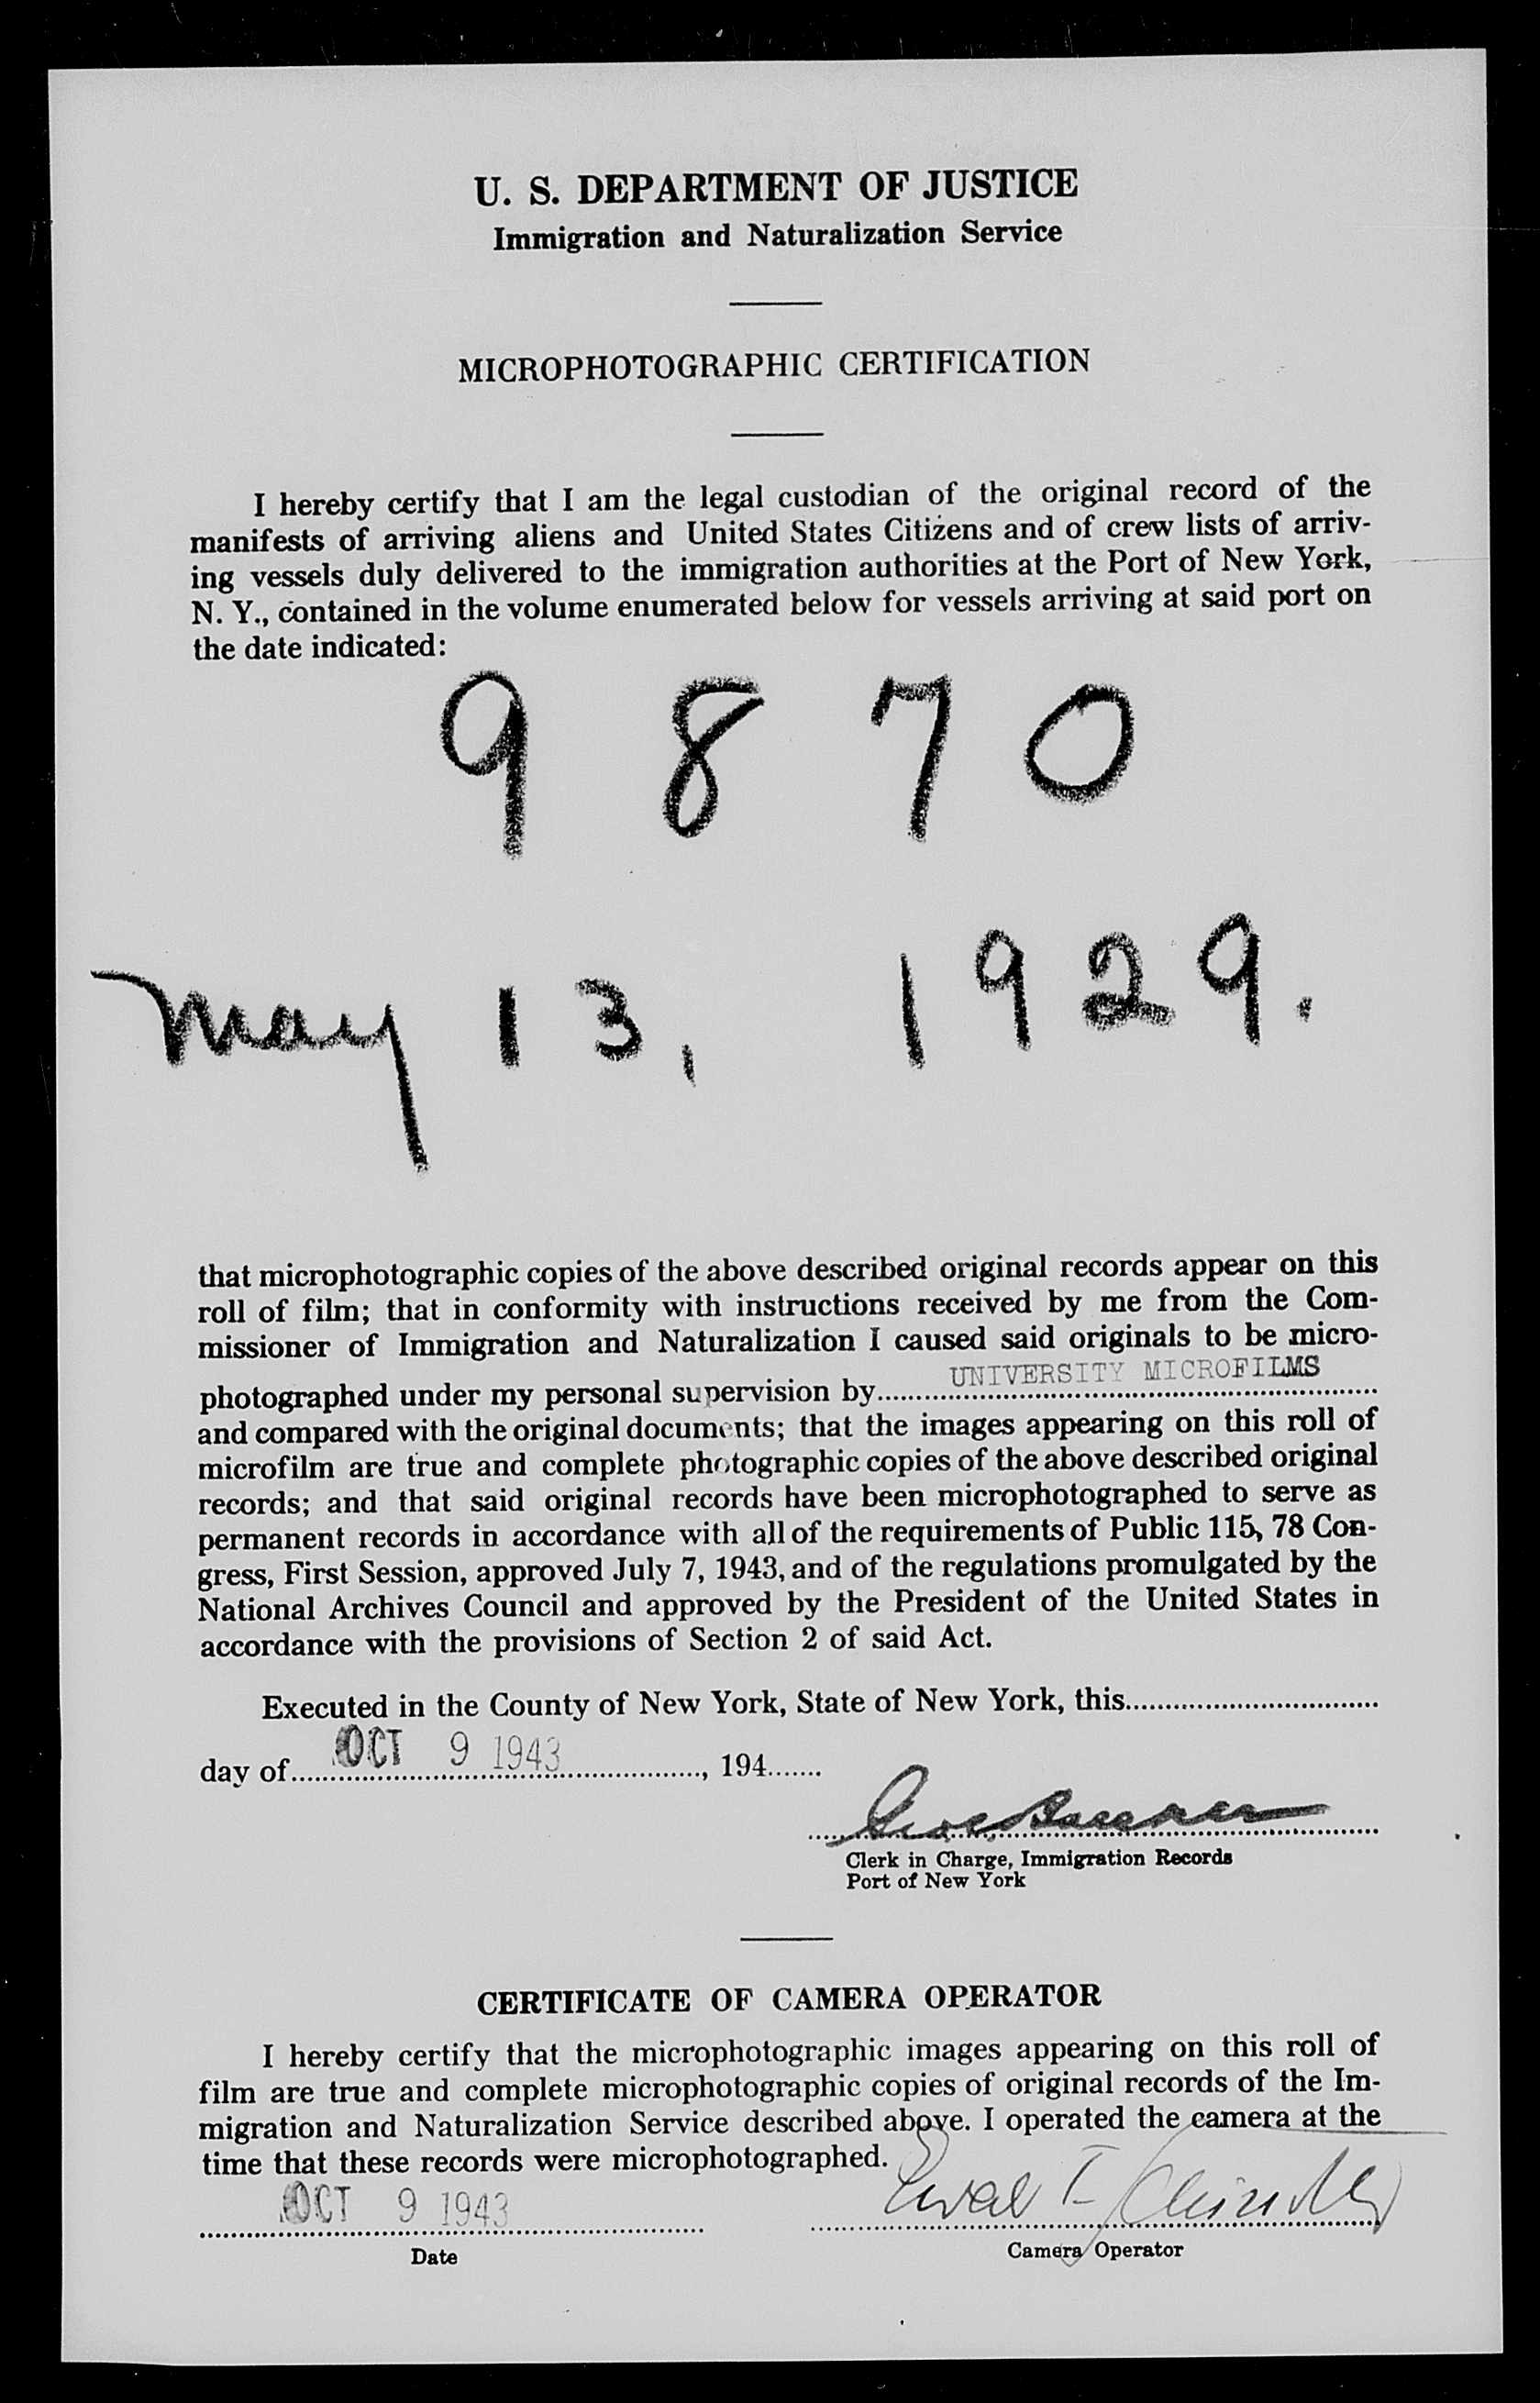 U. S. DEPARTMENT OF JUSTICE
Immigration and Naturalization Service
MICROPHOTOGRAPHIC CERTIFICATION
I hereby certify that I am the legal custodian of the original record of the
manifests of arriving aliens and United States Citizens and of crew lists of arriv-
ing vessels duly delivered to the immigration authorities at the Port of New York,
N. Y., contained in the volume enumerated below for vessels arriving at said port on
the date indicated:
9 8 7 0
May 13, 1929.
that microphotographic copies of the above described original records appear on this
roll of film; that in conformity with instructions received by me from the Com-
missioner of Immigration and Naturalization I caused said originals to be micro-
photographed under my personal supervision by UNIVERSITY MICROFILMS
and compared with the original documents; that the images appearing on this roll of
microfilm are true and complete photographic copies of the above described original
records; and that said original records have been microphotographed to serve as
permanent records in accordance with all of the requirements of Public 115, 78 Con-
gress, First Session, approved July 7, 1943, and of the regulations promulgated by the
National Archives Council and approved by the President of the United States in
accordance with the provisions of Section 2 of said Act.
Executed in the County of New York, State of New York, this
day of OCT 9 1943, 194
Clerk in Charge, Immigration Records
Port of New York
CERTIFICATE OF CAMERA OPERATOR
I hereby certify that the microphotographic images appearing on this roll of
film are true and complete microphotographic copies of original records of the Im-
migration and Naturalization Service described above. I operated the camera at the
time that these records were microphotographed.
OCT 9 1943
Date
Camera Operator